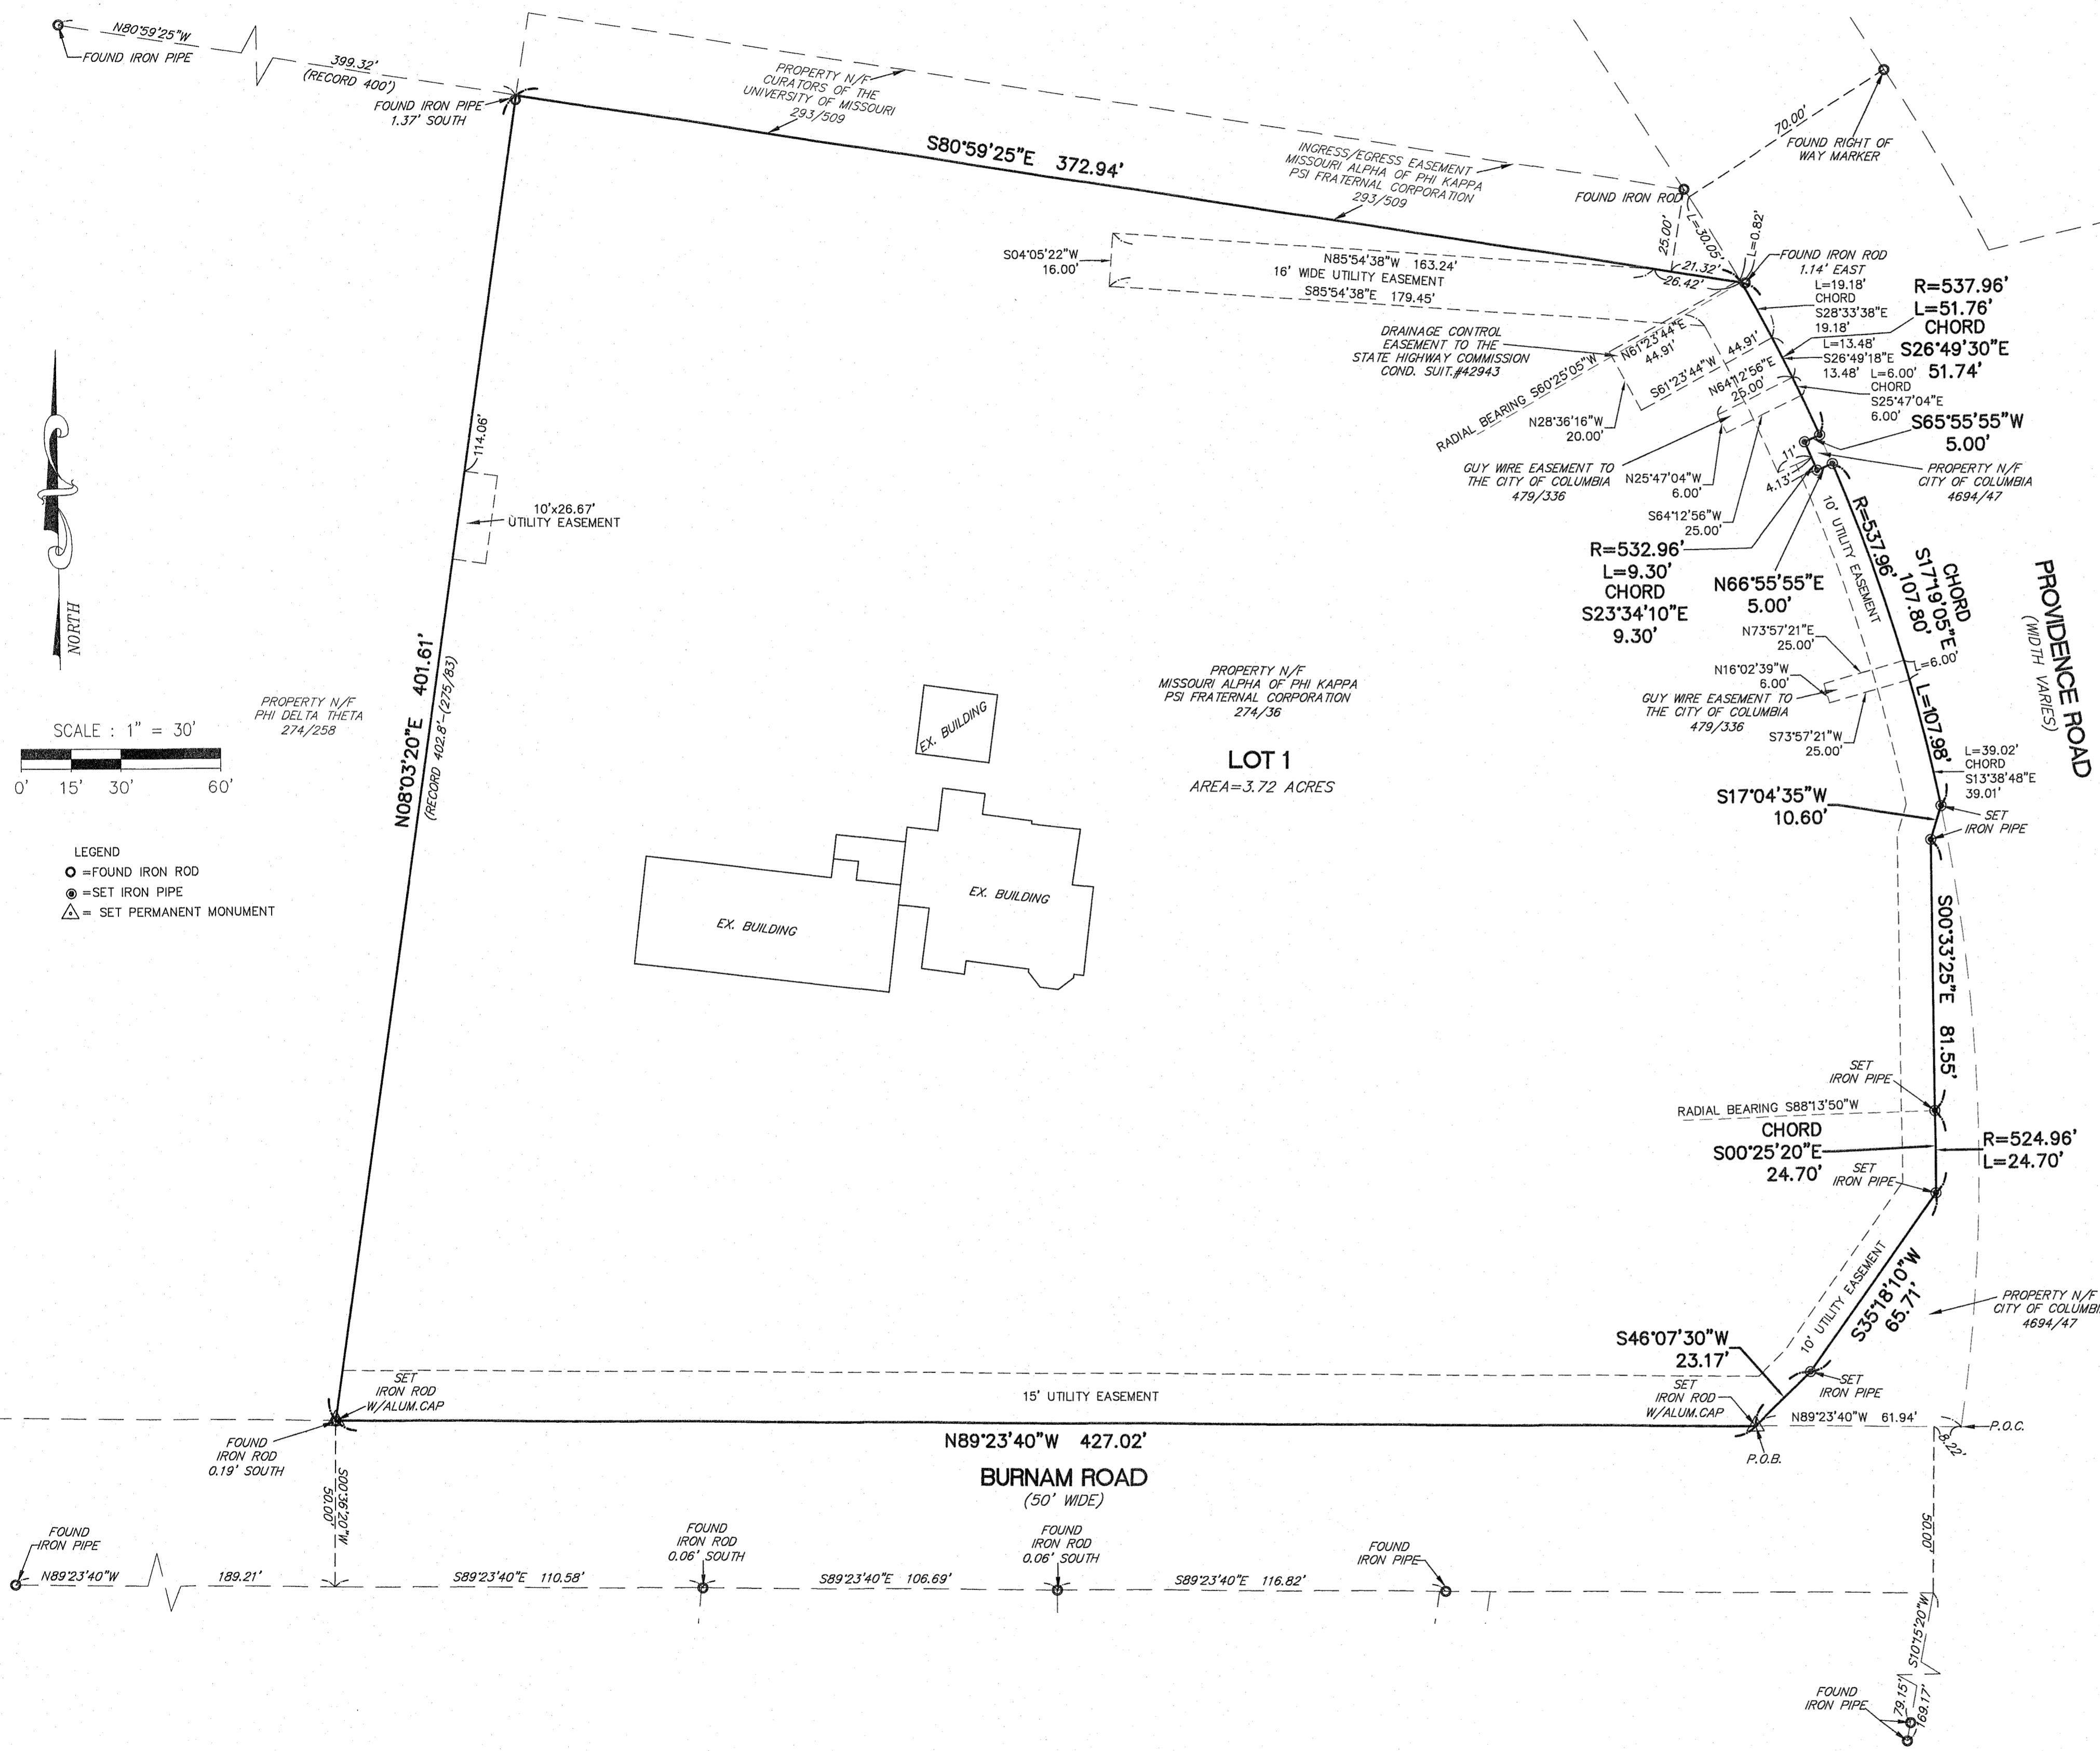 N80°59'25"W
FOUND IRON PIPE
399.32'
(RECORD 400')
FOUND IRON PIPE
1.37' SOUTH
PROPERTY N/F
CURATORS OF THE
UNIVERSITY OF MISSOURI
293/509
S80°59'25"E 372.94'
INGRESS/EGRESS EASEMENT
MISSOURI ALPHA OF PHI KAPPA
PSI FRATERNAL CORPORATION
293/509
70.00'
FOUND RIGHT OF
WAY MARKER
FOUND IRON ROD
25.00'
L=30.05'
L=0.82'
21.32'
26.42'
FOUND IRON ROD
1.14' EAST
L=19.18'
CHORD
S28°33'38"E
19.18'
R=537.96'
L=51.76'
CHORD
S26°49'30"E
51.74'
L=13.48'
S26°49'18"E
13.48'
L=6.00'
CHORD
S25°47'04"E
6.00'
S65°55'55"W
5.00'
PROPERTY N/F
CITY OF COLUMBIA
4694/47
S04°05'22"W
16.00'
N85°54'38"W 163.24'
16' WIDE UTILITY EASEMENT
S85°54'38"E 179.45'
DRAINAGE CONTROL
EASEMENT TO THE
STATE HIGHWAY COMMISSION
COND. SUIT.#42943
RADIAL BEARING S60°25'05"W
N61°23'44"E
44.91'
S61°23'44"W 44.91'
N64°12'56"E
25.00'
N28°36'16"W
20.00'
GUY WIRE EASEMENT TO
THE CITY OF COLUMBIA
479/336
N25°47'04"W
6.00'
S64°12'56"W
25.00'
11'
4.13'
R=532.96'
L=9.30'
CHORD
S23°34'10"E
9.30'
N66°55'55"E
5.00'
10' UTILITY EASEMENT
R=537.96'
CHORD
S17°19'05"E
107.80'
L=107.98'
N73°57'21"E
25.00'
L=6.00'
N16°02'39"W
6.00'
GUY WIRE EASEMENT TO
THE CITY OF COLUMBIA
479/336
S73°57'21"W
25.00'
PROVIDENCE ROAD
(WIDTH VARIES)
L=39.02'
CHORD
S13°38'48"E
39.01'
S17°04'35"W
10.60'
SET
IRON PIPE
114.06'
10'x26.67'
UTILITY EASEMENT
N08°03'20"E 401.61'
(RECORD 402.8'-(275/83)
NORTH
PROPERTY N/F
PHI DELTA THETA
274/258
SCALE : 1" = 30'
0' 15' 30' 60'
LEGEND
=FOUND IRON ROD
=SET IRON PIPE
= SET PERMANENT MONUMENT
PROPERTY N/F
MISSOURI ALPHA OF PHI KAPPA
PSI FRATERNAL CORPORATION
274/36
LOT 1
AREA=3.72 ACRES
EX. BUILDING
EX. BUILDING
EX. BUILDING
S00°33'25"E 81.55'
SET
IRON PIPE
RADIAL BEARING S88°13'50"W
CHORD
S00°25'20"E
24.70'
R=524.96'
L=24.70'
SET
IRON PIPE
10' UTILITY EASEMENT
S35°18'10"W
65.71'
PROPERTY N/F
CITY OF COLUMBI
4694/47
S46°07'30"W
23.17'
SET
IRON PIPE
SET
IRON ROD
W/ALUM.CAP
N89°23'40"W 61.94'
P.O.C.
P.O.B.
8.22'
SET
IRON ROD
W/ALUM.CAP
15' UTILITY EASEMENT
FOUND
IRON ROD
0.19' SOUTH
N89°23'40"W 427.02'
BURNAM ROAD
(50' WIDE)
S00°36'20"W
50.00'
50.00'
FOUND
IRON PIPE
FOUND
IRON ROD
0.06' SOUTH
FOUND
IRON ROD
0.06' SOUTH
FOUND
IRON PIPE
N89°23'40"W 189.21'
S89°23'40"E 110.58'
S89°23'40"E 106.69'
S89°23'40"E 116.82'
S10°15'20"W
79.15'
169.17'
FOUND
IRON PIPE